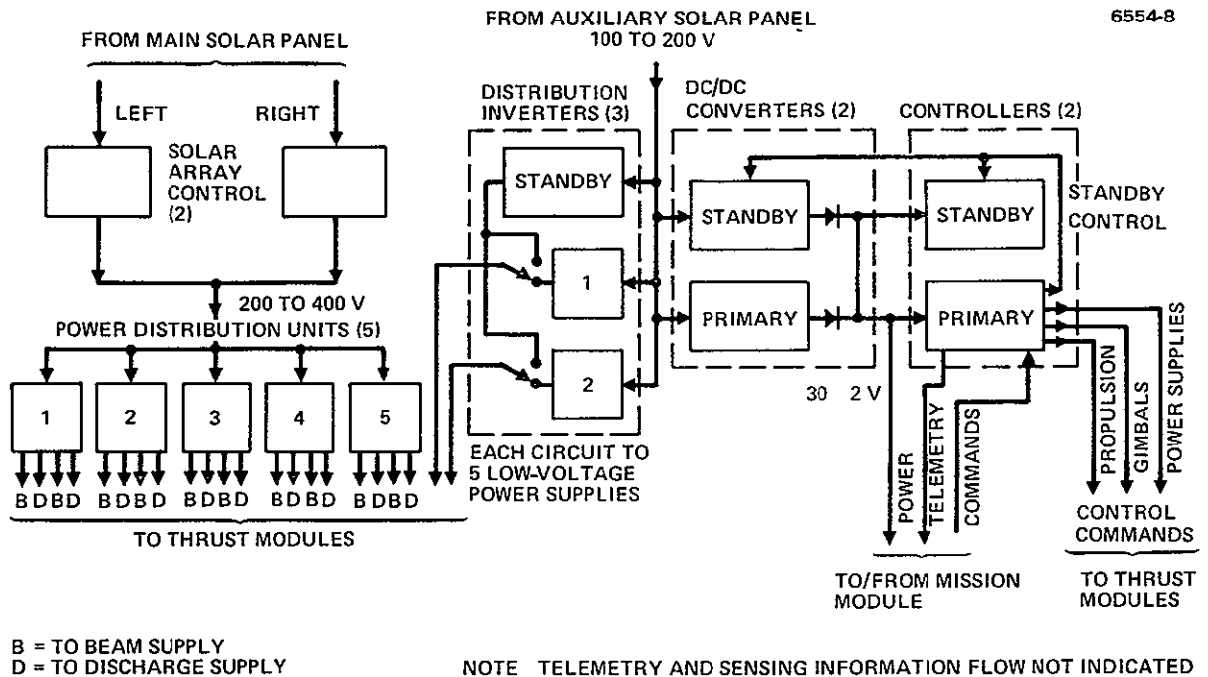 6554-8
FROM MAIN SOLAR PANEL
LEFT
RIGHT
SOLAR
ARRAY
CONTROL
(2)
200 TO 400 V
POWER DISTRIBUTION UNITS (5)
1
2
3
4
5
B D B D
B D B D
B D B D
B D B D
B D B D
TO THRUST MODULES
FROM AUXILIARY SOLAR PANEL
100 TO 200 V
DISTRIBUTION
INVERTERS (3)
STANDBY
1
2
EACH CIRCUIT TO
5 LOW-VOLTAGE
POWER SUPPLIES
DC/DC
CONVERTERS (2)
STANDBY
PRIMARY
30 2 V
CONTROLLERS (2)
STANDBY
PRIMARY
STANDBY
CONTROL
POWER
TELEMETRY
COMMANDS
TO/FROM MISSION
MODULE
PROPULSION
GIMBALS
POWER SUPPLIES
CONTROL
COMMANDS
TO THRUST
MODULES
B = TO BEAM SUPPLY
D = TO DISCHARGE SUPPLY
NOTE TELEMETRY AND SENSING INFORMATION FLOW NOT INDICATED